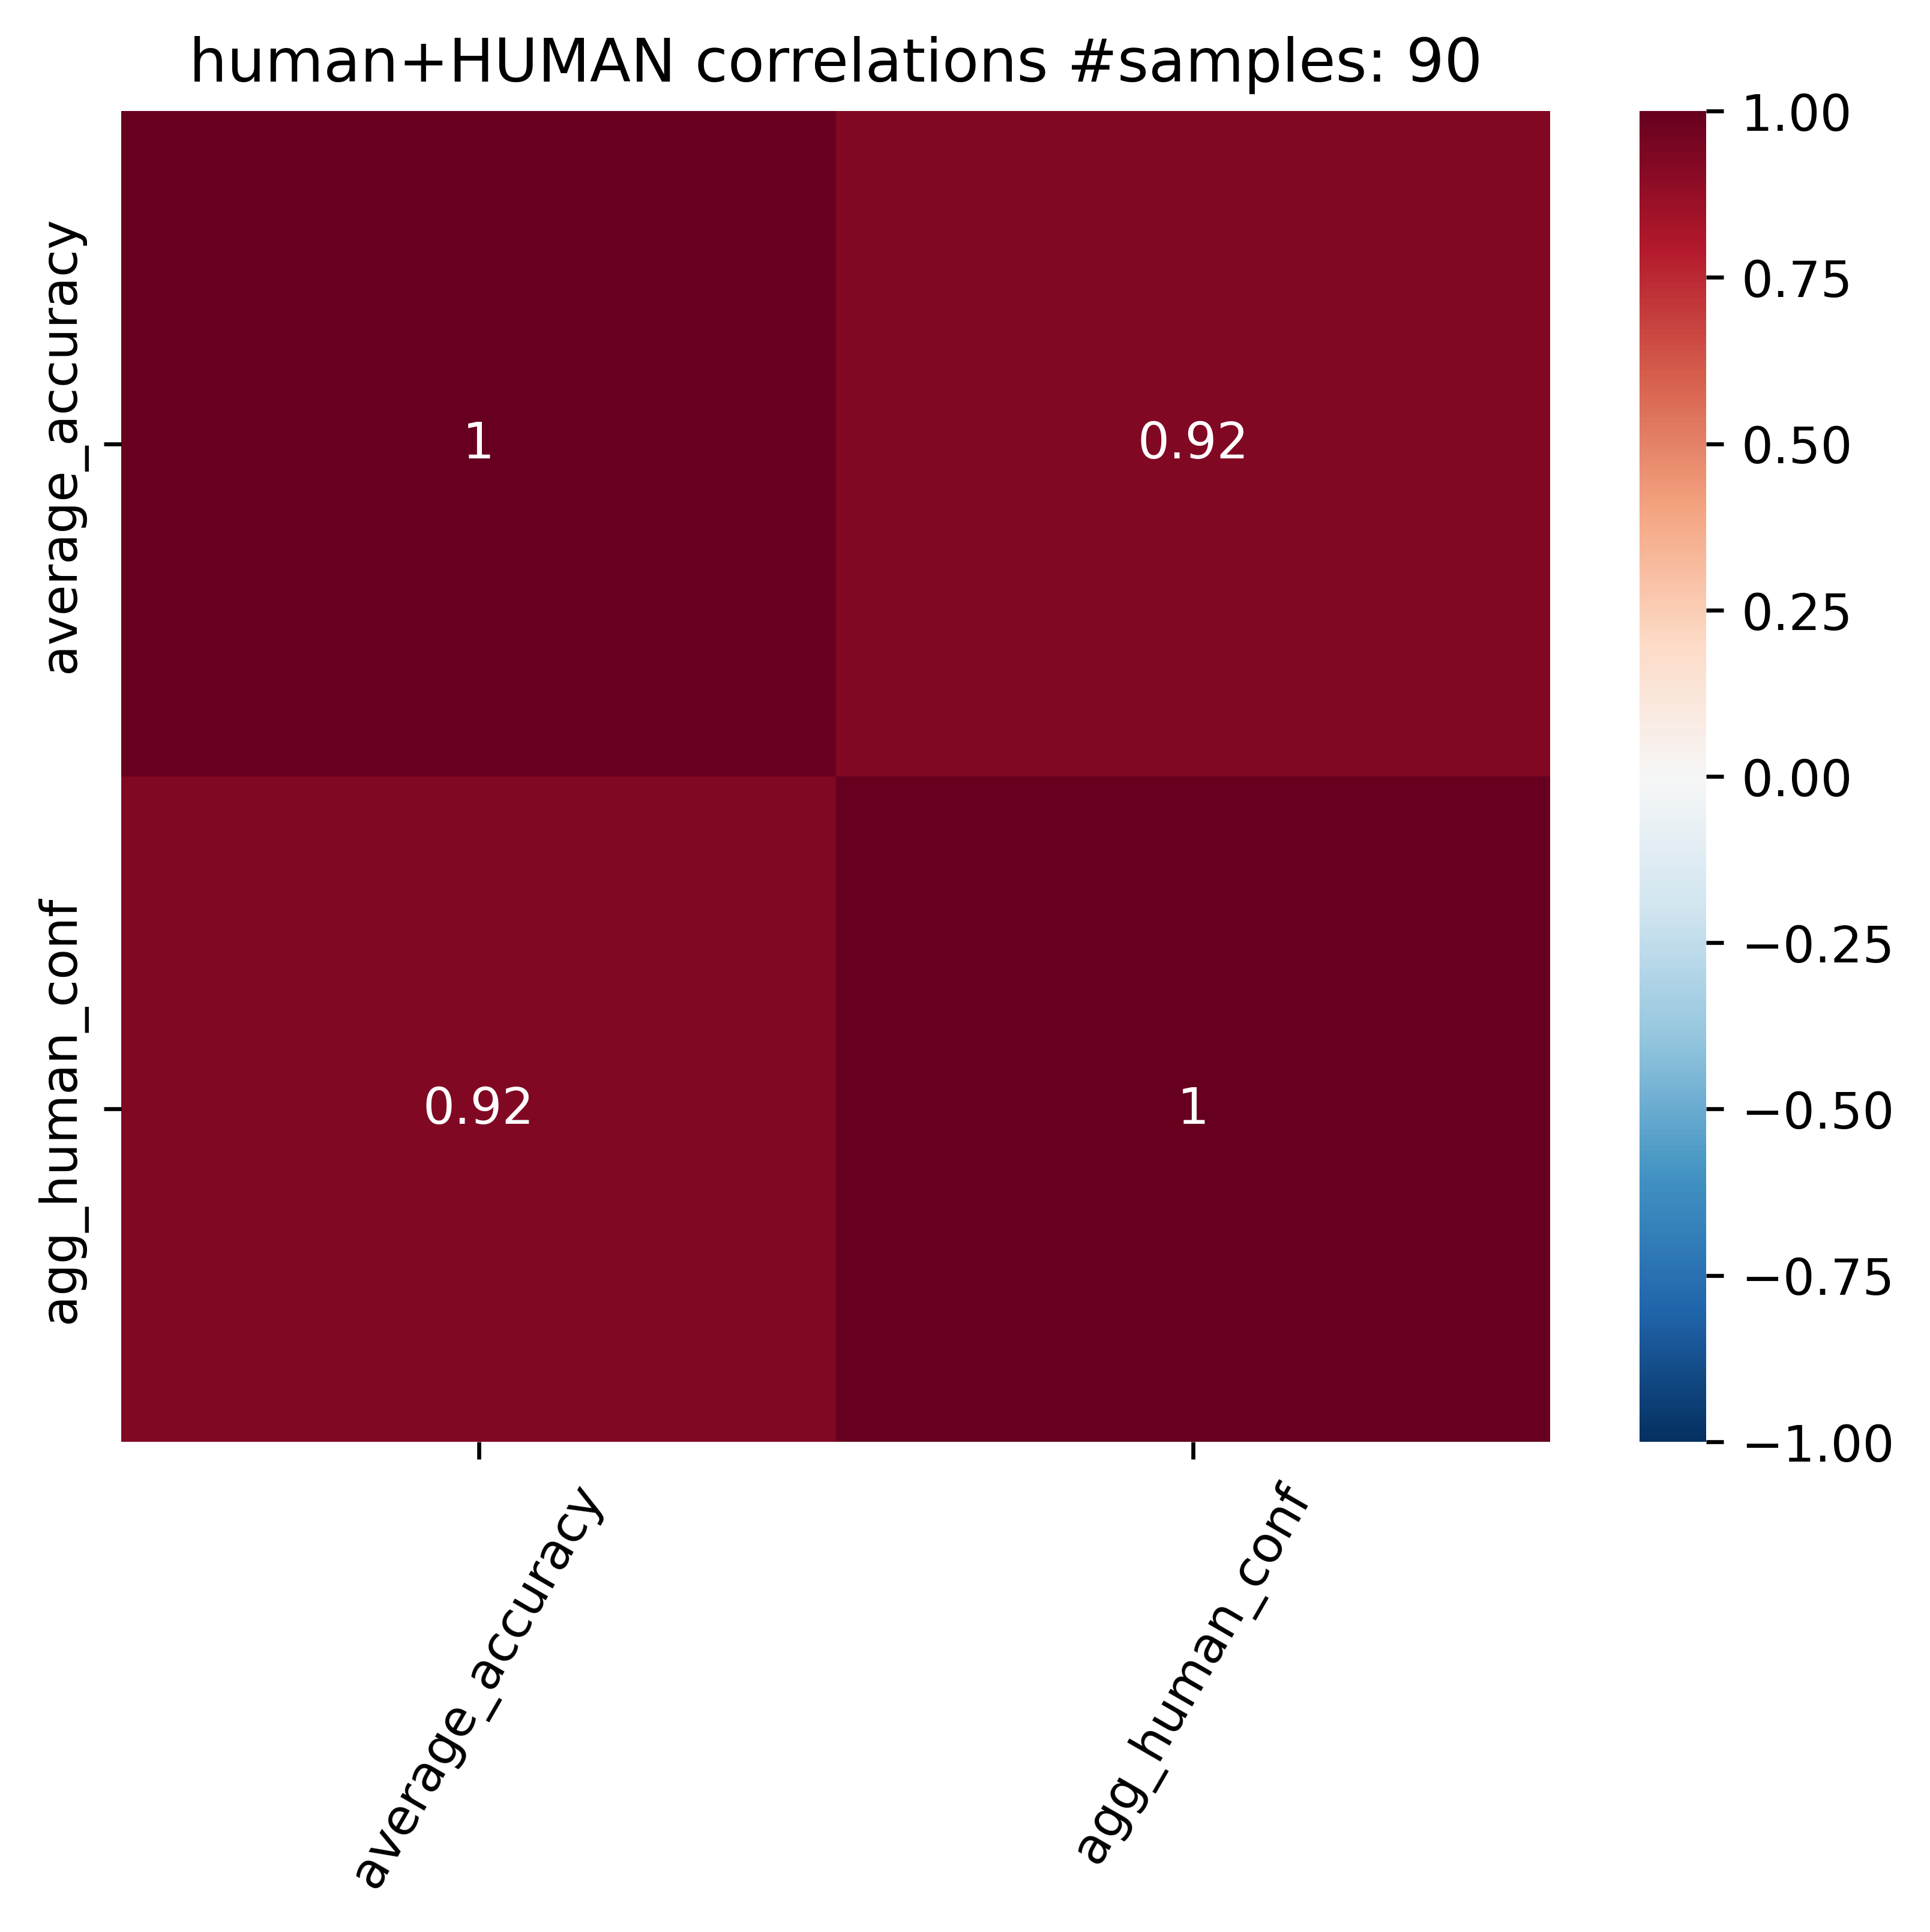 human+HUMAN correlations #samples: 90
average_accuracy
agg_human_conf
1
0.92
0.92
1
average_accuracy
agg_human_conf
1.00
0.75
0.50
0.25
0.00
−0.25
−0.50
−0.75
−1.00